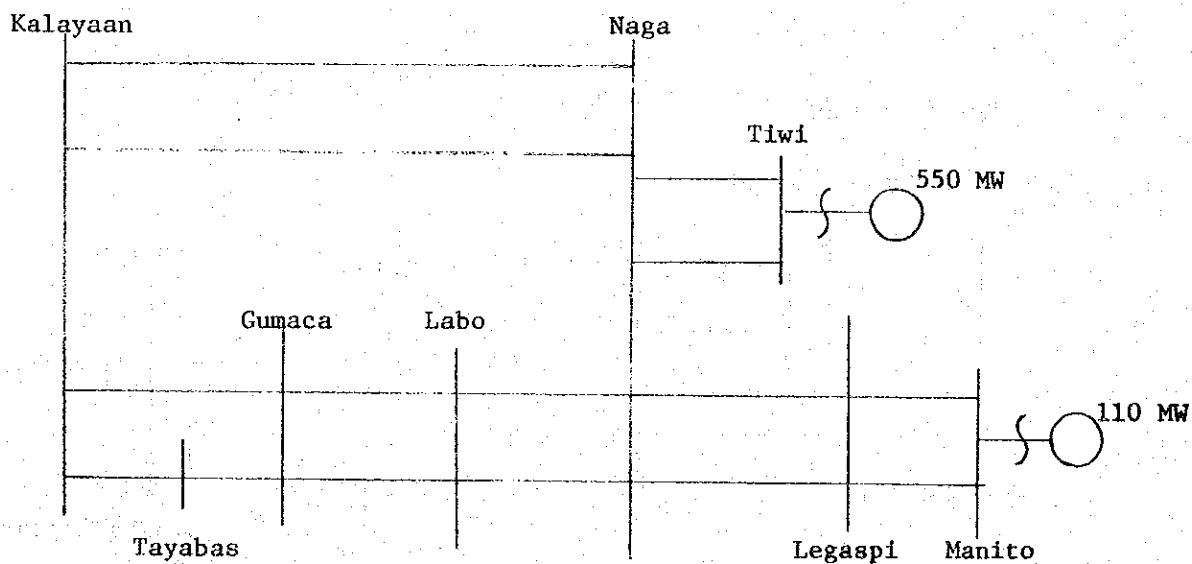 Kalayaan
Naga
Tiwi
550 MW
Gumaca
Labo
110 MW
Tayabas
Legaspi
Manito